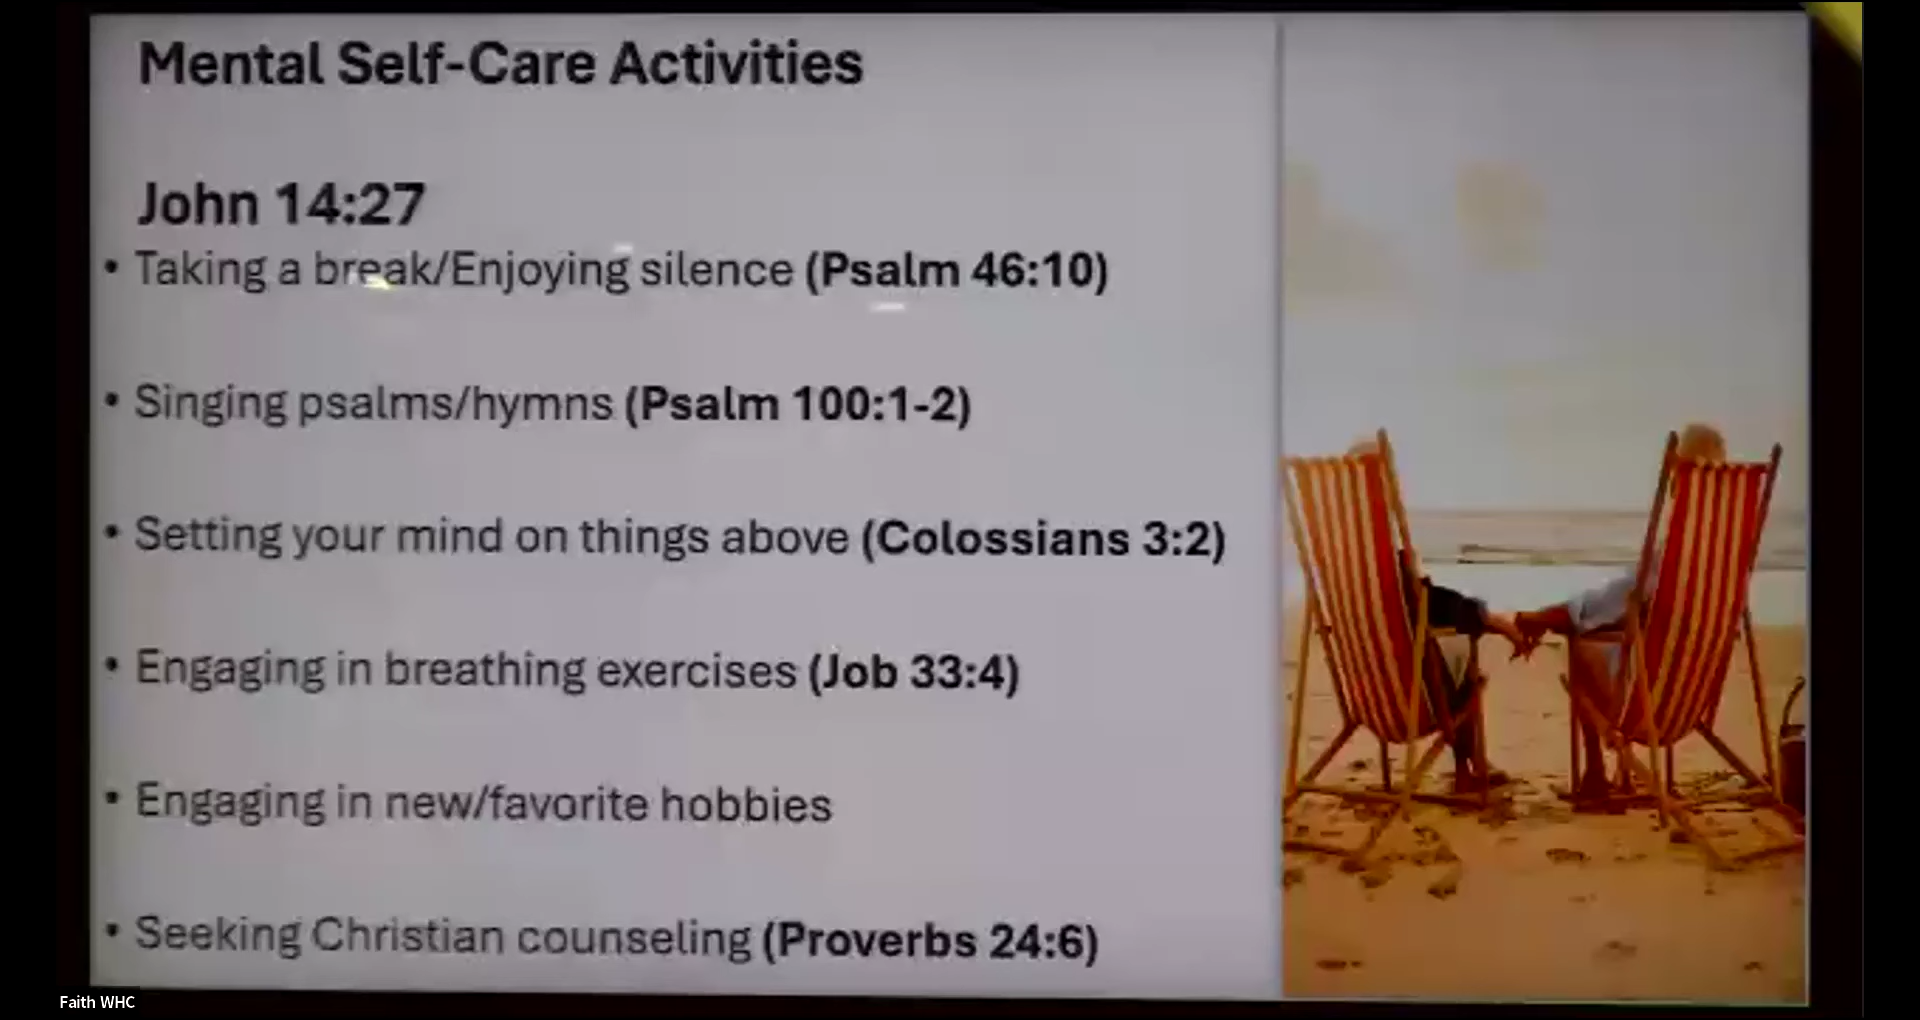 Mental Self-Care Activities
John 14:27
• Taking a break/Enjoying silence (Psalm 46:10)
• Singing psalms/hymns (Psalm 100:1-2)
• Setting your mind on things above (Colossians 3:2)
• Engaging in breathing exercises (Job 33:4)
• Engaging in new/favorite hobbies
• Seeking Christian counseling (Proverbs 24:6)
Faith WHC